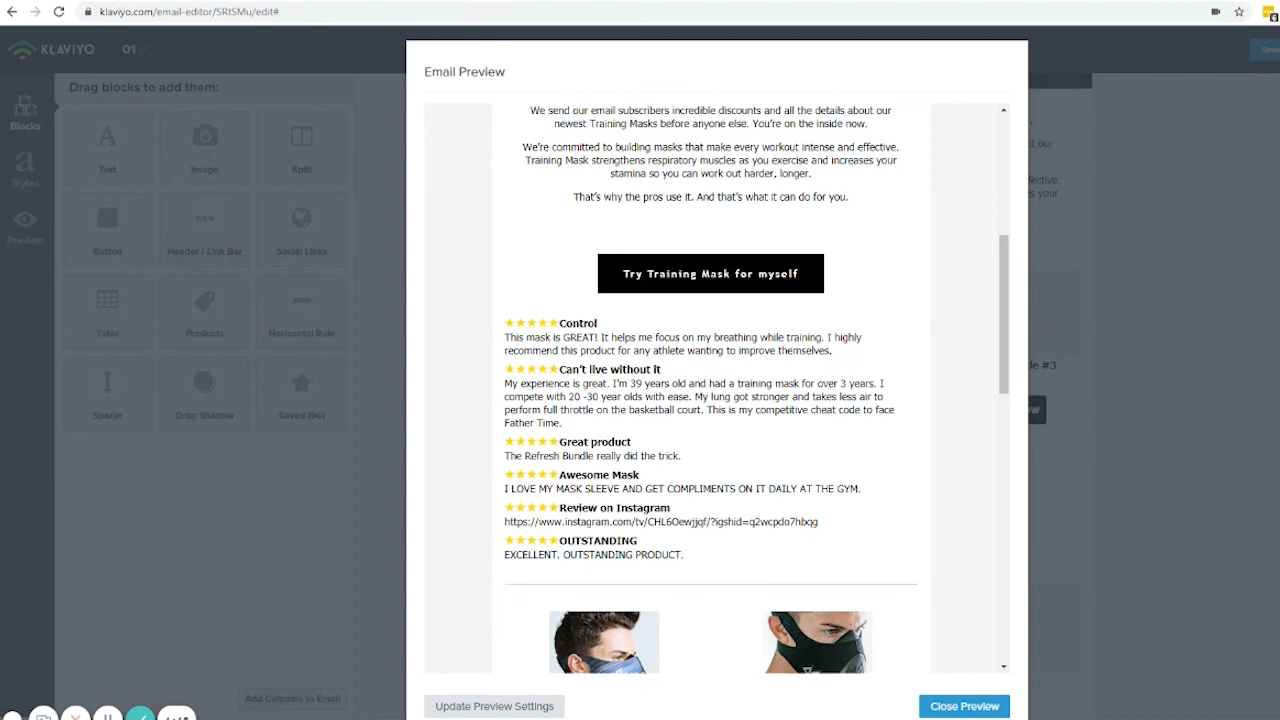 klaviyo.com/email-editor/SRtSMu/edit#
6
KLAVIYO
01
Save
Email Preview
Drag blocks to add them:
Blocks
Styles
Preview
Text
Image
Split
Button
Header / Link Bar
Social Links
Table
Products
Horizontal Rule
Spacer
Drop Shadow
Saved (96)
Add Columns to Email
We send our email subscribers incredible discounts and all the details about our
newest Training Masks before anyone else. You're on the inside now.
We're committed to building masks that make every workout intense and effective.
Training Mask strengthens respiratory muscles as you exercise and increases your
stamina so you can work out harder, longer.
That's why the pros use it. And that's what it can do for you.
Try Training Mask for myself
★★★★★Control
This mask is GREAT! It helps me focus on my breathing while training. I highly
recommend this product for any athlete wanting to improve themselves.
★★★★★Can't live without it
My experience is great. I'm 39 years old and had a training mask for over 3 years. I
compete with 20 -30 year olds with ease. My lung got stronger and takes less air to
perform full throttle on the basketball court. This is my competitive cheat code to face
Father Time.
★★★★★Great product
The Refresh Bundle really did the trick.
★★★★★Awesome Mask
I LOVE MY MASK SLEEVE AND GET COMPLIMENTS ON IT DAILY AT THE GYM.
★★★★★Review on Instagram
https://www.instagram.com/tv/CHL6Oewjjqf/?igshid=q2wcpdo7hbqg
★★★★★OUTSTANDING
EXCELLENT. OUTSTANDING PRODUCT.
Update Preview Settings
Close Preview